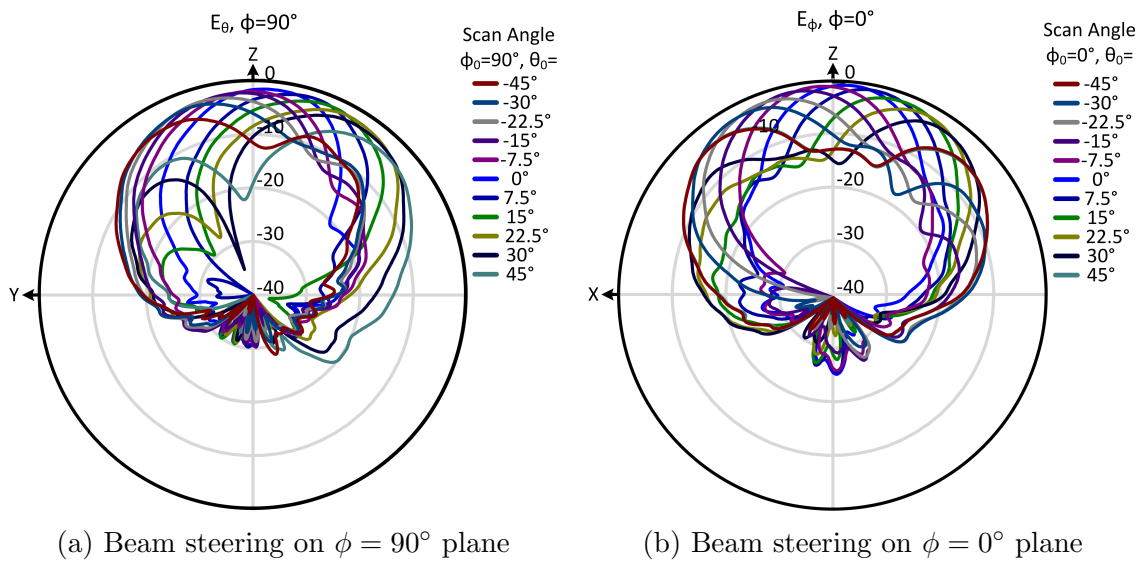 E_θ, ϕ=90°
Z
0
-10
-20
-30
-40
Y
Scan Angle
ϕ₀=90°, θ₀=
-45°
-30°
-22.5°
-15°
-7.5°
0°
7.5°
15°
22.5°
30°
45°
(a) Beam steering on ϕ = 90° plane
E_ϕ, ϕ=0°
Z
0
10
-20
-30
-40
X
Scan Angle
ϕ₀=0°, θ₀=
-45°
-30°
-22.5°
-15°
-7.5°
0°
7.5°
15°
22.5°
30°
45°
(b) Beam steering on ϕ = 0° plane